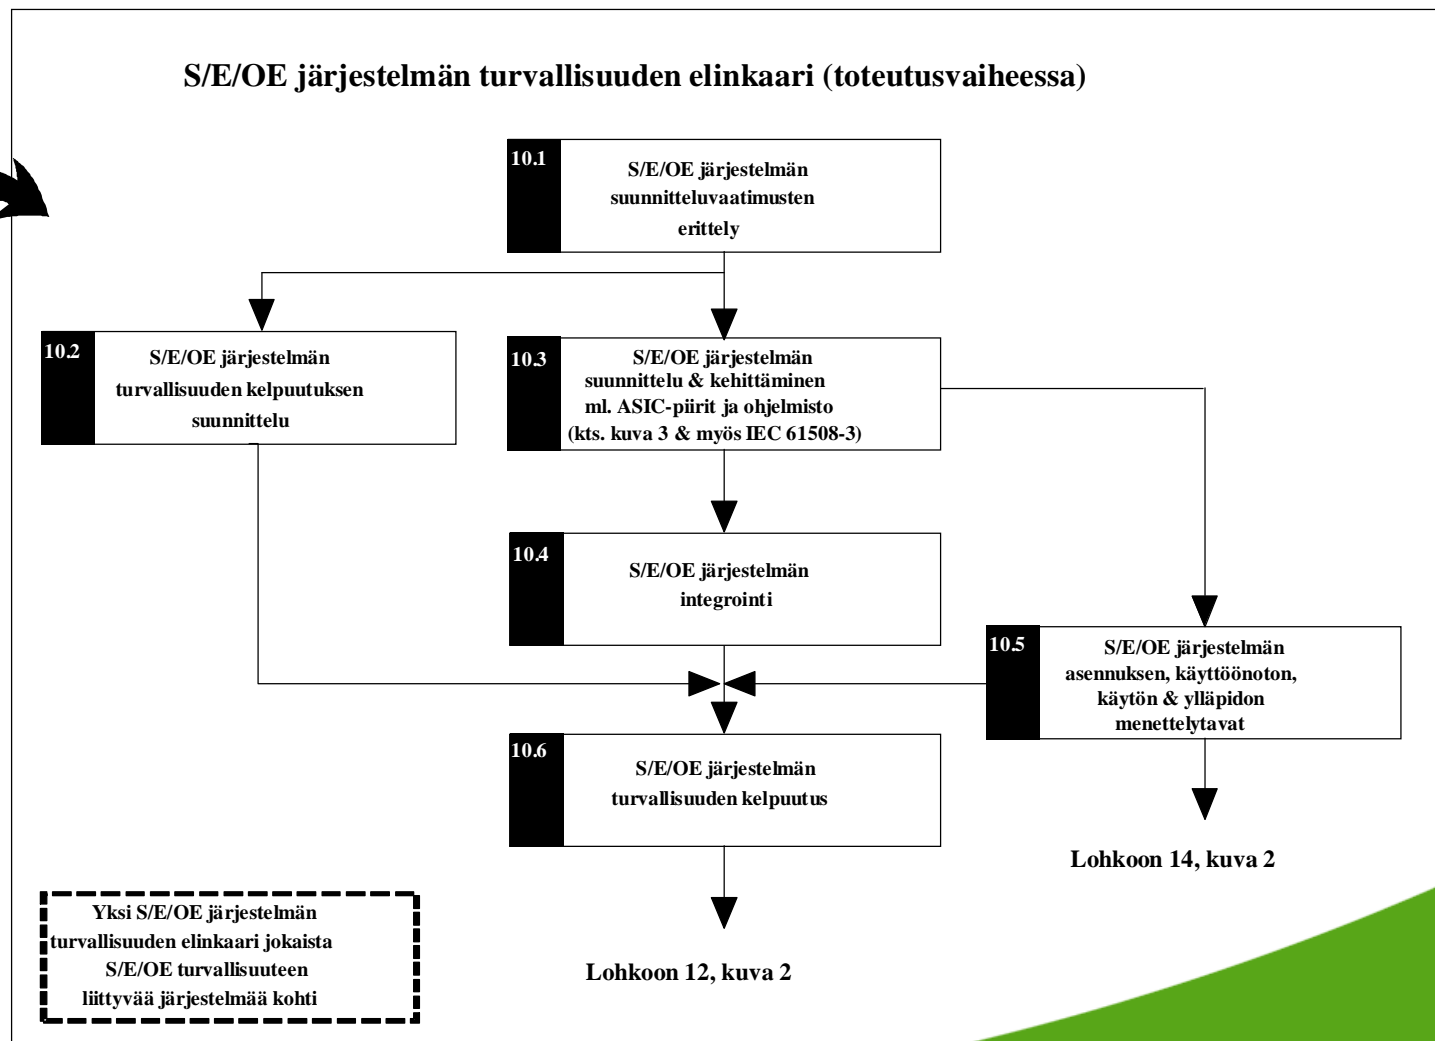 S/E/OE järjestelmän turvallisuuden elinkaari (toteutusvaiheessa)
10.1
S/E/OE järjestelmän
suunnitteluvaatimusten
erittely
10.2
S/E/OE järjestelmän
turvallisuuden kelpuutuksen
suunnittelu
10.3
S/E/OE järjestelmän
suunnittelu & kehittäminen
ml. ASIC-piirit ja ohjelmisto
(kts. kuva 3 & myös IEC 61508-3)
10.4
S/E/OE järjestelmän
integrointi
10.5
S/E/OE järjestelmän
asennuksen, käyttöönoton,
käytön & ylläpidon
menettelytavat
10.6
S/E/OE järjestelmän
turvallisuuden kelpuutus
Lohkoon 14, kuva 2
Yksi S/E/OE järjestelmän
turvallisuuden elinkaari jokaista
S/E/OE turvallisuuteen
liittyvää järjestelmää kohti
Lohkoon 12, kuva 2